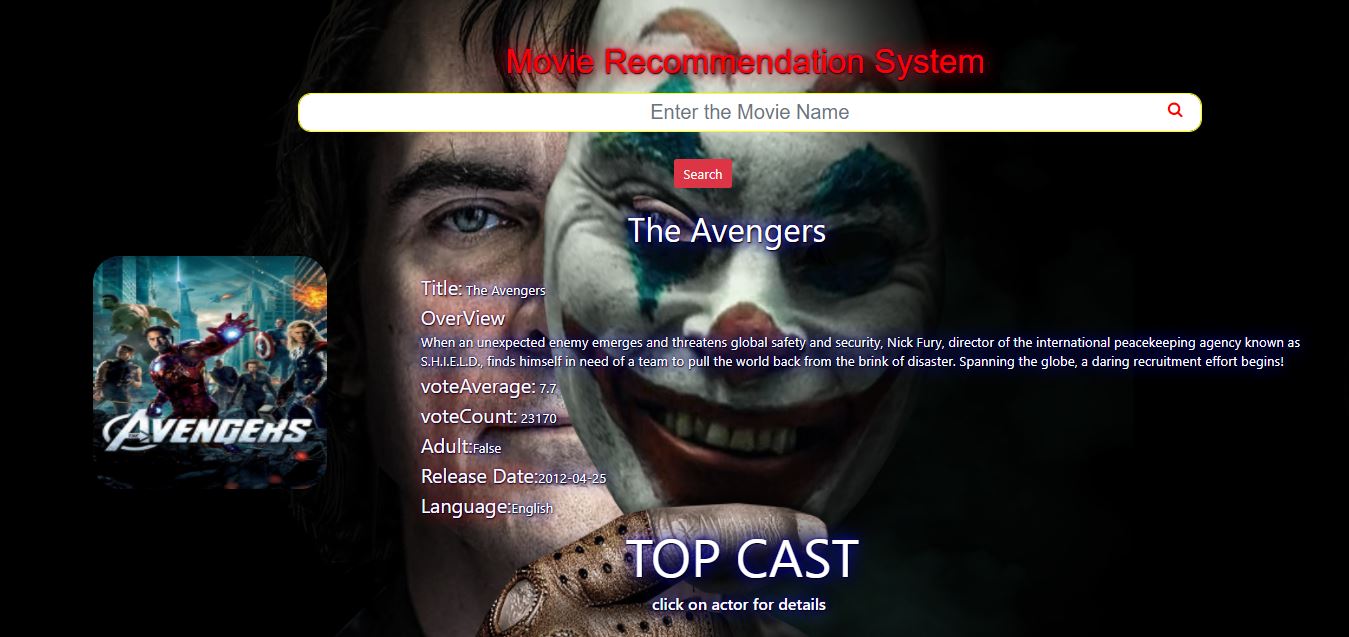 Movie Recommendation System
Enter the Movie Name
Search
The Avengers
THE AVENGERS
Title: The Avengers
OverView
When an unexpected enemy emerges and threatens global safety and security, Nick Fury, director of the international peacekeeping agency known as
S.H.I.E.L.D., finds himself in need of a team to pull the world back from the brink of disaster. Spanning the globe, a daring recruitment effort begins!
voteAverage: 7.7
voteCount: 23170
Adult:False
Release Date:2012-04-25
Language:English
TOP CAST
click on actor for details